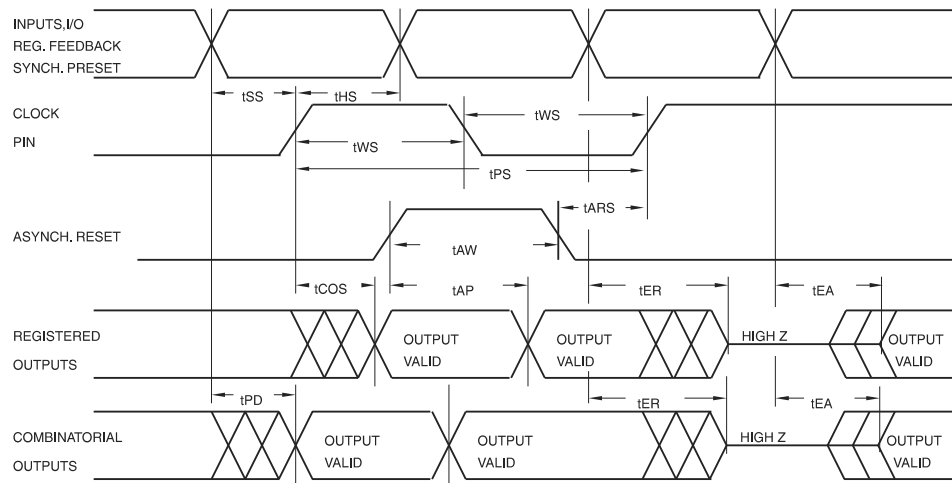 INPUTS,I/O
REG. FEEDBACK
SYNCH. PRESET
tSS
tHS
CLOCK
PIN
tWS
tWS
tPS
tARS
ASYNCH. RESET
tAW
tCOS
tAP
tER
tEA
REGISTERED
OUTPUTS
OUTPUT
VALID
OUTPUT
VALID
HIGH Z
OUTPUT
VALID
tPD
tER
tEA
COMBINATORIAL
OUTPUTS
OUTPUT
VALID
OUTPUT
VALID
HIGH Z
OUTPUT
VALID